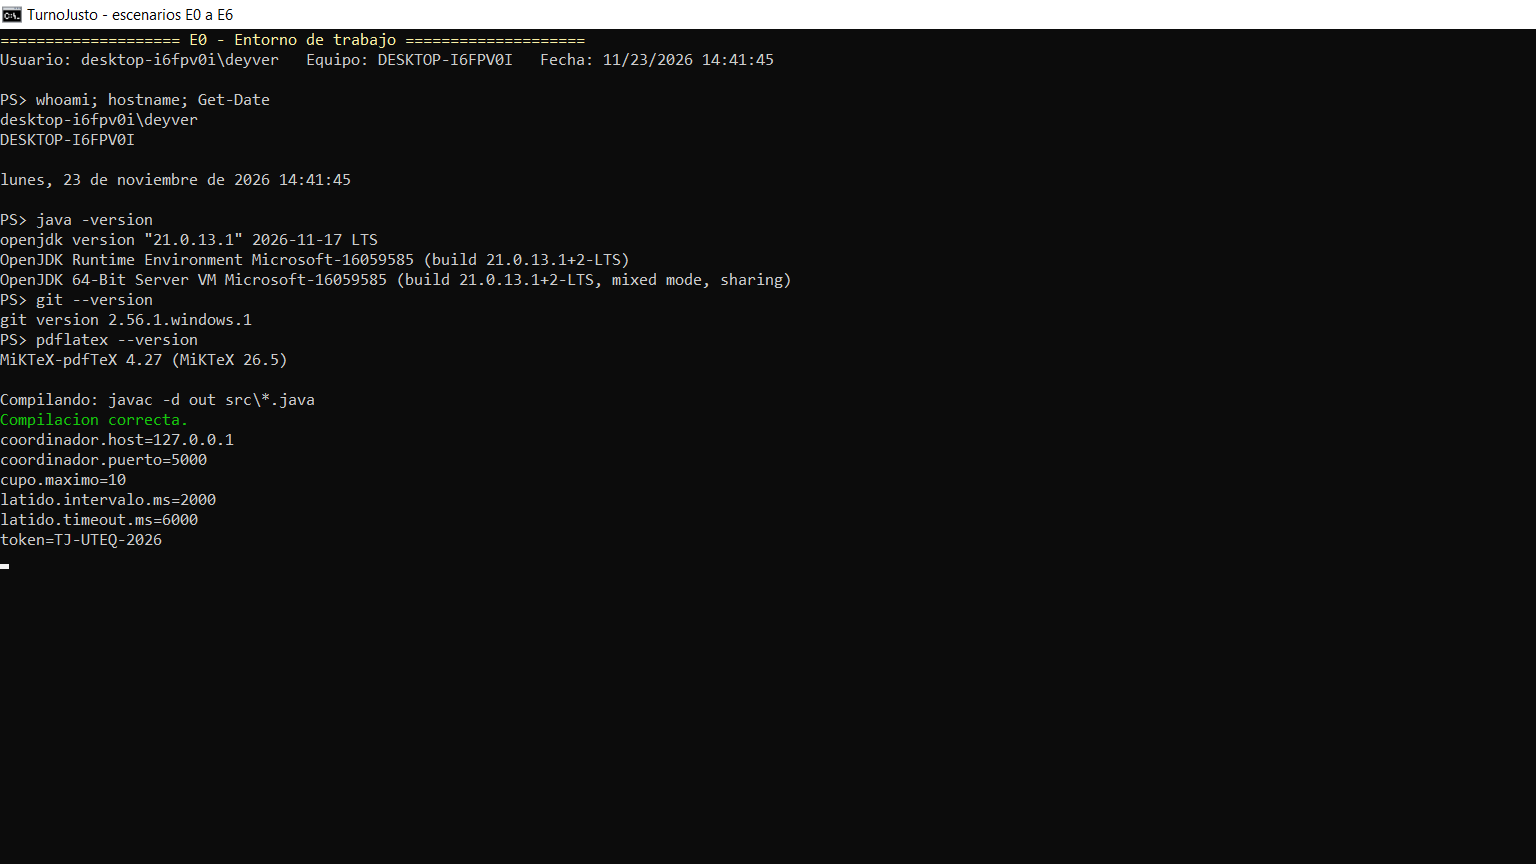 TurnoJusto - escenarios E0 a E6
==================== E0 - Entorno de trabajo ====================
Usuario: desktop-i6fpv0i\deyver   Equipo: DESKTOP-I6FPV0I   Fecha: 11/23/2026 14:41:45
PS> whoami; hostname; Get-Date
desktop-i6fpv0i\deyver
DESKTOP-I6FPV0I
lunes, 23 de noviembre de 2026 14:41:45
PS> java -version
openjdk version "21.0.13.1" 2026-11-17 LTS
OpenJDK Runtime Environment Microsoft-16059585 (build 21.0.13.1+2-LTS)
OpenJDK 64-Bit Server VM Microsoft-16059585 (build 21.0.13.1+2-LTS, mixed mode, sharing)
PS> git --version
git version 2.56.1.windows.1
PS> pdflatex --version
MiKTeX-pdfTeX 4.27 (MiKTeX 26.5)
Compilando: javac -d out src\*.java
Compilacion correcta.
coordinador.host=127.0.0.1
coordinador.puerto=5000
cupo.maximo=10
latido.intervalo.ms=2000
latido.timeout.ms=6000
token=TJ-UTEQ-2026